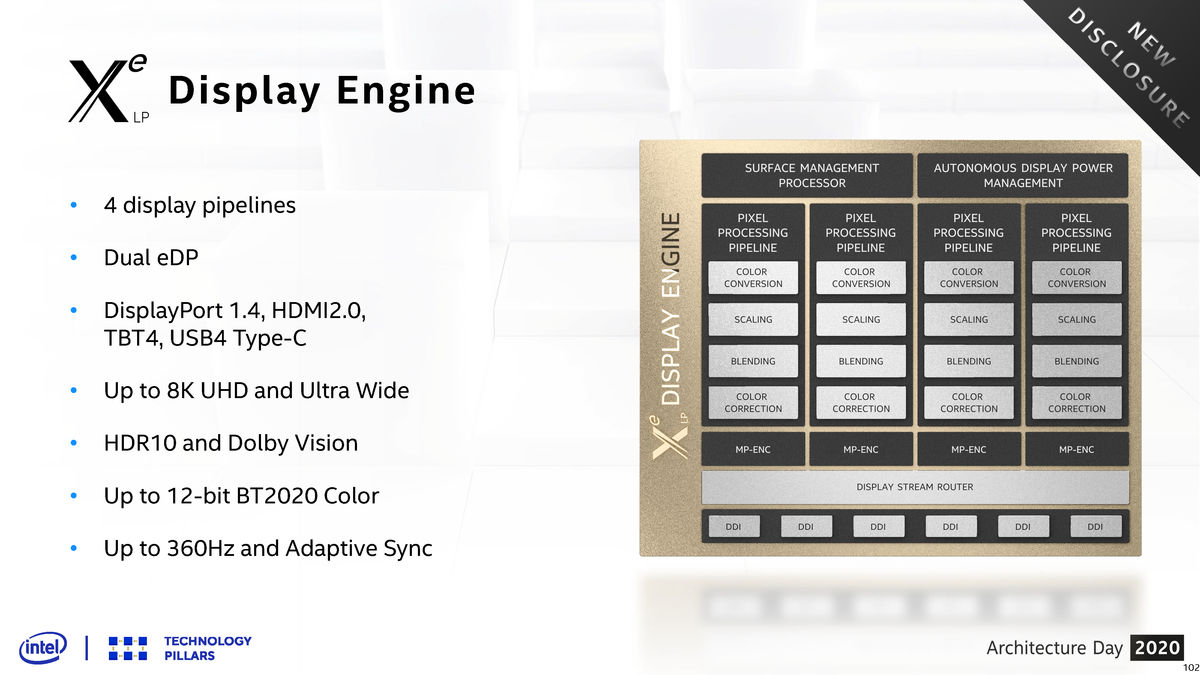 Xe LP Display Engine
NEW
DISCLOSURE
• 4 display pipelines
• Dual eDP
• DisplayPort 1.4, HDMI2.0,
TBT4, USB4 Type-C
• Up to 8K UHD and Ultra Wide
• HDR10 and Dolby Vision
• Up to 12-bit BT2020 Color
• Up to 360Hz and Adaptive Sync
Xe LP DISPLAY ENGINE
SURFACE MANAGEMENT
PROCESSOR
AUTONOMOUS DISPLAY POWER
MANAGEMENT
PIXEL
PROCESSING
PIPELINE
COLOR
CONVERSION
SCALING
BLENDING
COLOR
CORRECTION
MP-ENC
PIXEL
PROCESSING
PIPELINE
COLOR
CONVERSION
SCALING
BLENDING
COLOR
CORRECTION
MP-ENC
PIXEL
PROCESSING
PIPELINE
COLOR
CONVERSION
SCALING
BLENDING
COLOR
CORRECTION
MP-ENC
PIXEL
PROCESSING
PIPELINE
COLOR
CONVERSION
SCALING
BLENDING
COLOR
CORRECTION
MP-ENC
DISPLAY STREAM ROUTER
DDI DDI DDI DDI DDI DDI
intel
TECHNOLOGY
PILLARS
Architecture Day 2020
102